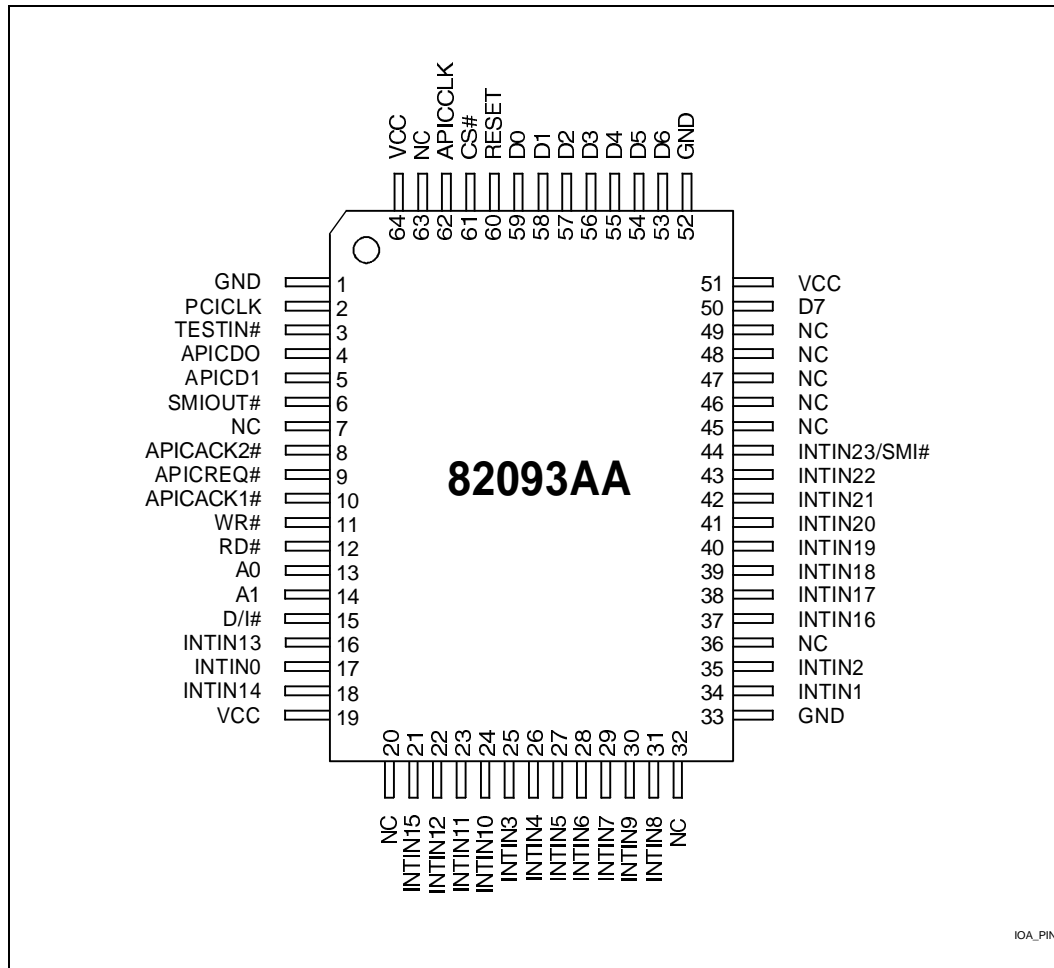 VCC
NC
APICCLK
CS#
RESET
D0
D1
D2
D3
D4
D5
D6
GND
64
63
62
61
60
59
58
57
56
55
54
53
52
GND 1
PCICLK 2
TESTIN# 3
APICDO 4
APICD1 5
SMIOUT# 6
NC 7
APICACK2# 8
APICREQ# 9
APICACK1# 10
WR# 11
RD# 12
A0 13
A1 14
D/I# 15
INTIN13 16
INTIN0 17
INTIN14 18
VCC 19
82093AA
51 VCC
50 D7
49 NC
48 NC
47 NC
46 NC
45 NC
44 INTIN23/SMI#
43 INTIN22
42 INTIN21
41 INTIN20
40 INTIN19
39 INTIN18
38 INTIN17
37 INTIN16
36 NC
35 INTIN2
34 INTIN1
33 GND
20
21
22
23
24
25
26
27
28
29
30
31
32
NC
INTIN15
INTIN12
INTIN11
INTIN10
INTIN3
INTIN4
INTIN5
INTIN6
INTIN7
INTIN9
INTIN8
NC
IOA_PIN